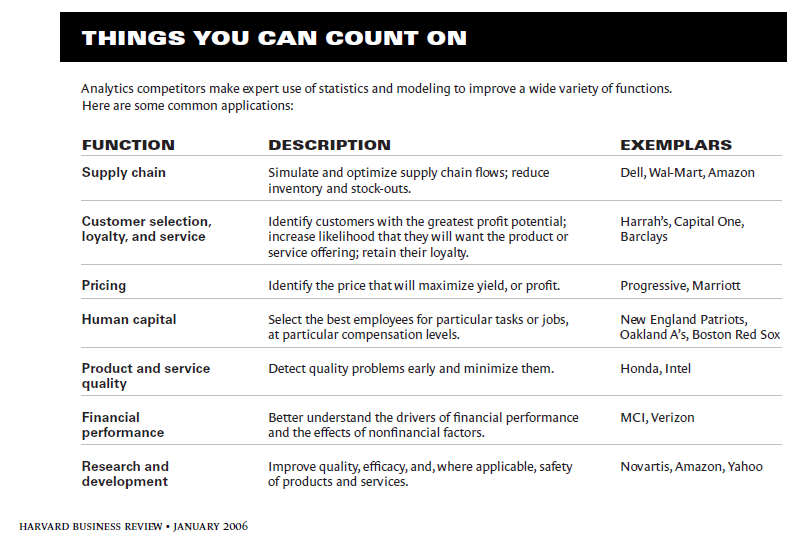 THINGS YOU CAN COUNT ON
Analytics competitors make expert use of statistics and modeling to improve a wide variety of functions.
Here are some common applications:
FUNCTION DESCRIPTION EXEMPLARS
Supply chain Simulate and optimize supply chain flows; reduce Dell, Wal-Mart, Amazon
inventory and stock-outs.
Customer selection, Identify customers with the greatest profit potential; Harrah's, Capital One,
loyalty, and service increase likelihood that they will want the product or Barclays
service offering; retain their loyalty.
Pricing Identify the price that will maximize yield, or profit. Progressive, Marriott
Human capital Select the best employees for particular tasks or jobs, New England Patriots,
at particular compensation levels. Oakland A's, Boston Red Sox
Product and service Detect quality problems early and minimize them. Honda, Intel
quality
Financial Better understand the drivers of financial performance MCI, Verizon
performance and the effects of nonfinancial factors.
Research and Improve quality, efficacy, and, where applicable, safety Novartis, Amazon, Yahoo
development of products and services.
HARVARD BUSINESS REVIEW • JANUARY 2006